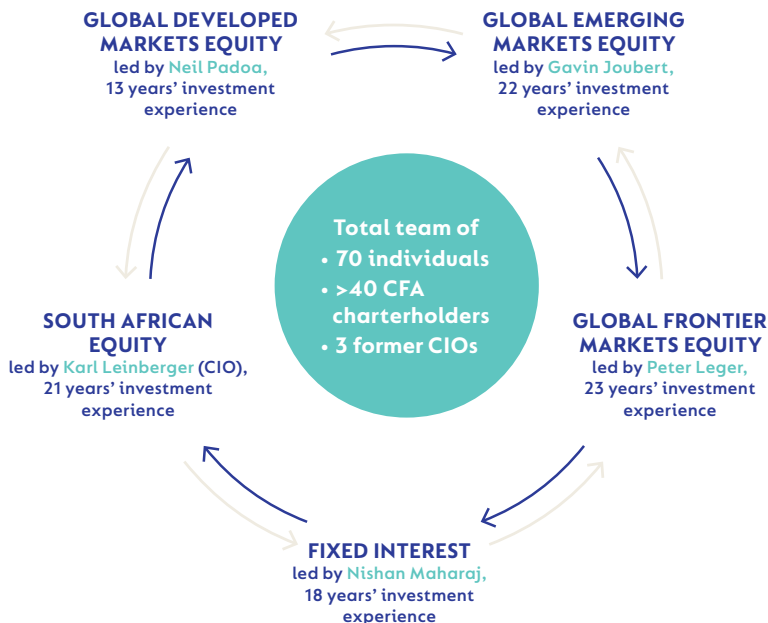 GLOBAL DEVELOPED
MARKETS EQUITY
led by Neil Padoa,
13 years’ investment
experience
GLOBAL EMERGING
MARKETS EQUITY
led by Gavin Joubert,
22 years’ investment
experience
Total team of
• 70 individuals
• >40 CFA
charterholders
• 3 former CIOs
SOUTH AFRICAN
EQUITY
led by Karl Leinberger (CIO),
21 years’ investment
experience
GLOBAL FRONTIER
MARKETS EQUITY
led by Peter Leger,
23 years’ investment
experience
FIXED INTEREST
led by Nishan Maharaj,
18 years’ investment
experience